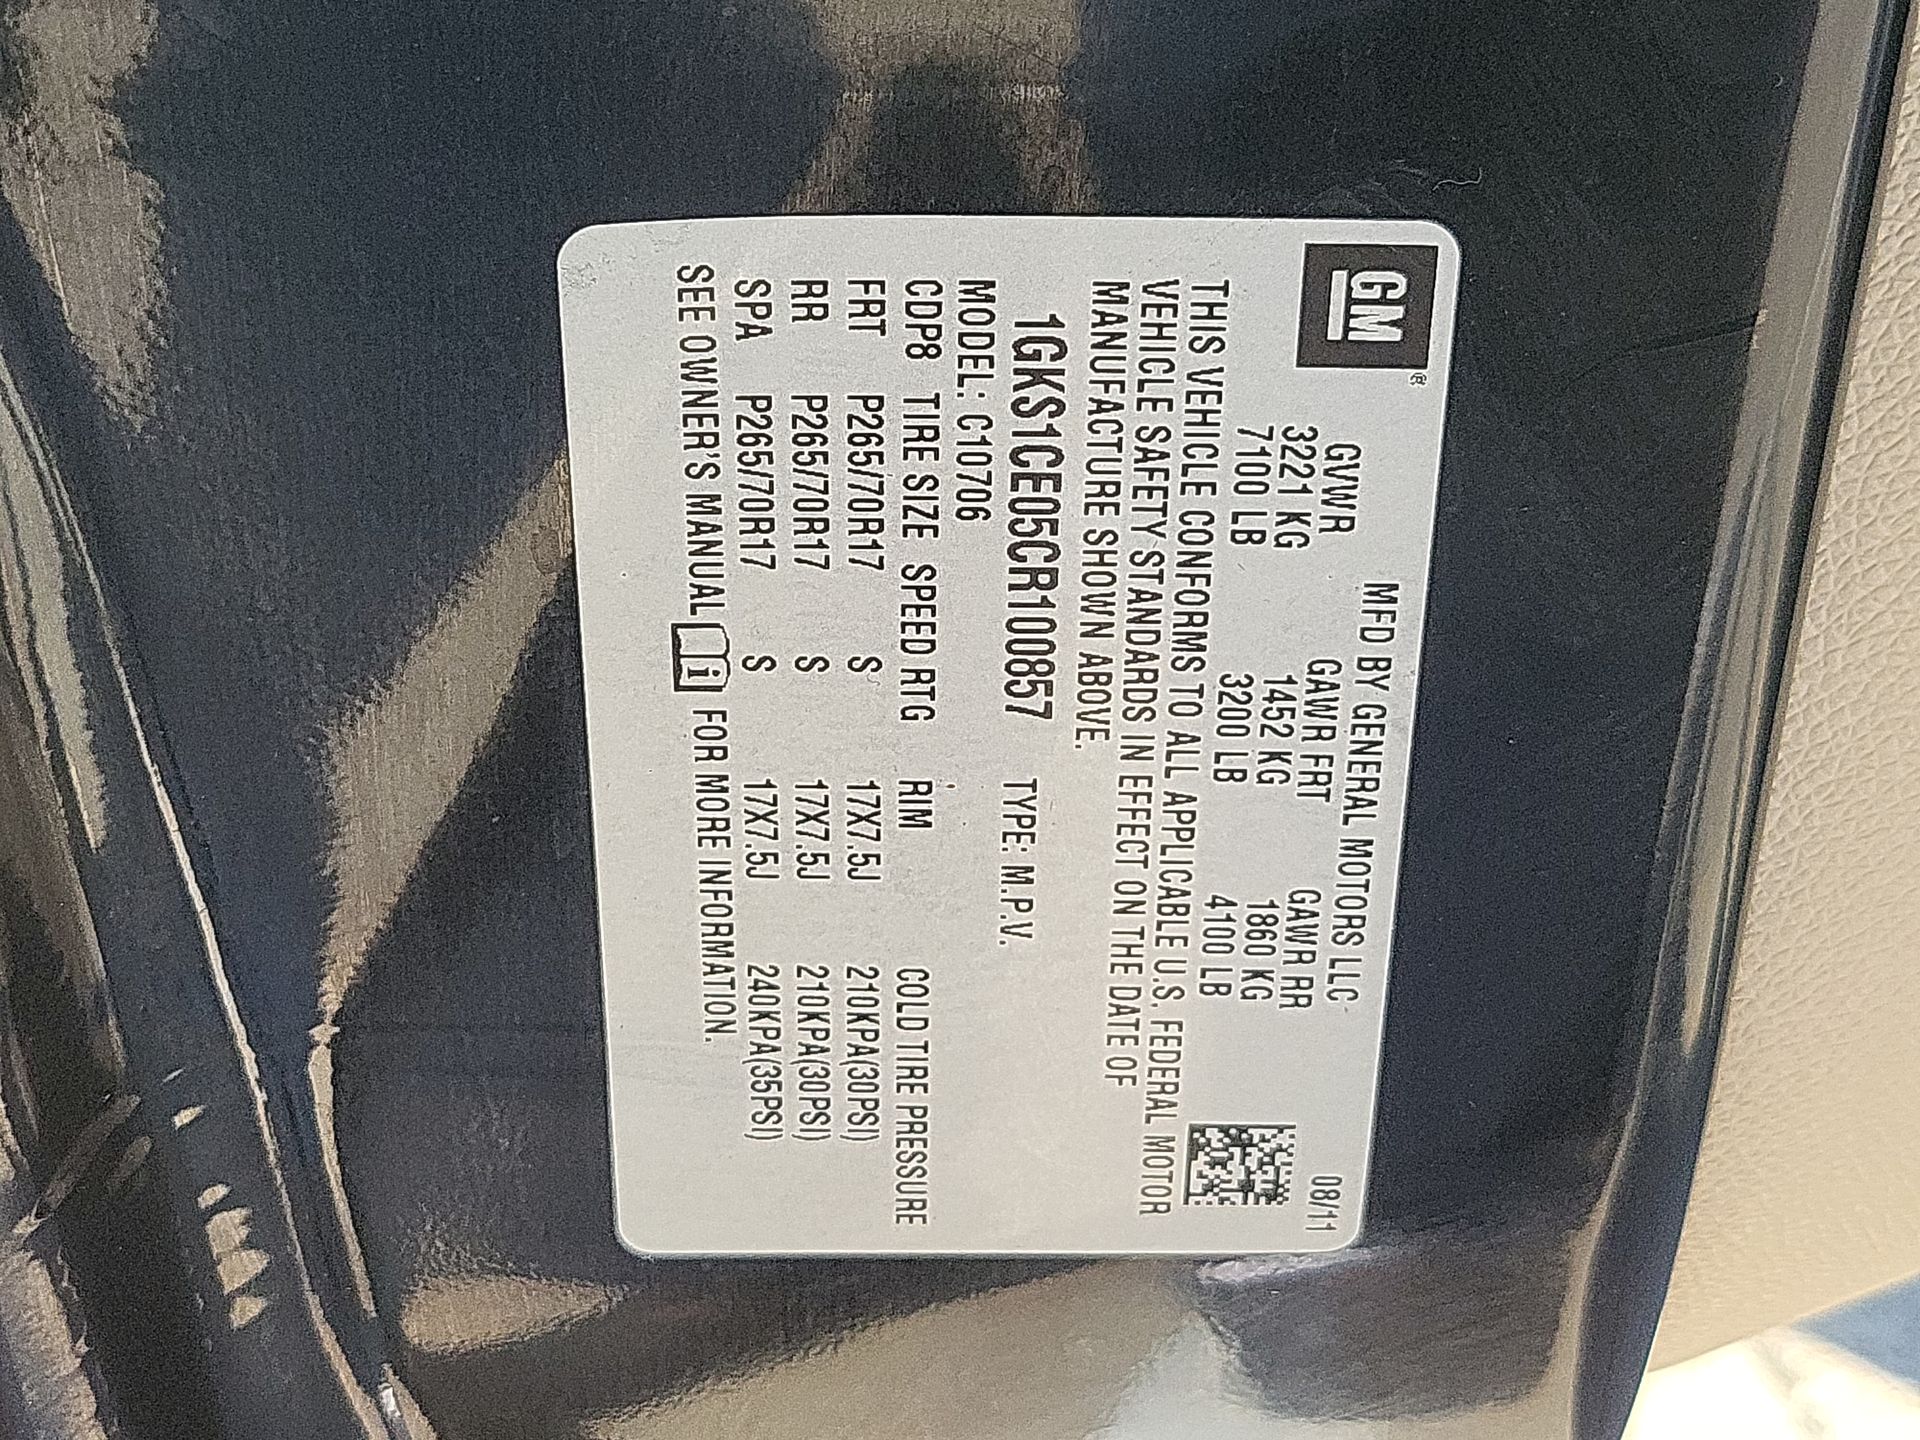 GM ®
MFD BY GENERAL MOTORS LLC 08/11
GVWR GAWR FRT GAWR RR
3221 KG 1452 KG 1860 KG
7100 LB 3200 LB 4100 LB
THIS VEHICLE CONFORMS TO ALL APPLICABLE U.S. FEDERAL MOTOR
VEHICLE SAFETY STANDARDS IN EFFECT ON THE DATE OF
MANUFACTURE SHOWN ABOVE.
1GKS1CE05CR100857 TYPE: M.P.V.
MODEL: C10706
CDP8 TIRE SIZE SPEED RTG RIM COLD TIRE PRESSURE
FRT P265/70R17 S 17X7.5J 210KPA(30PSI)
RR P265/70R17 S 17X7.5J 210KPA(30PSI)
SPA P265/70R17 S 17X7.5J 240KPA(35PSI)
SEE OWNER'S MANUAL i FOR MORE INFORMATION.